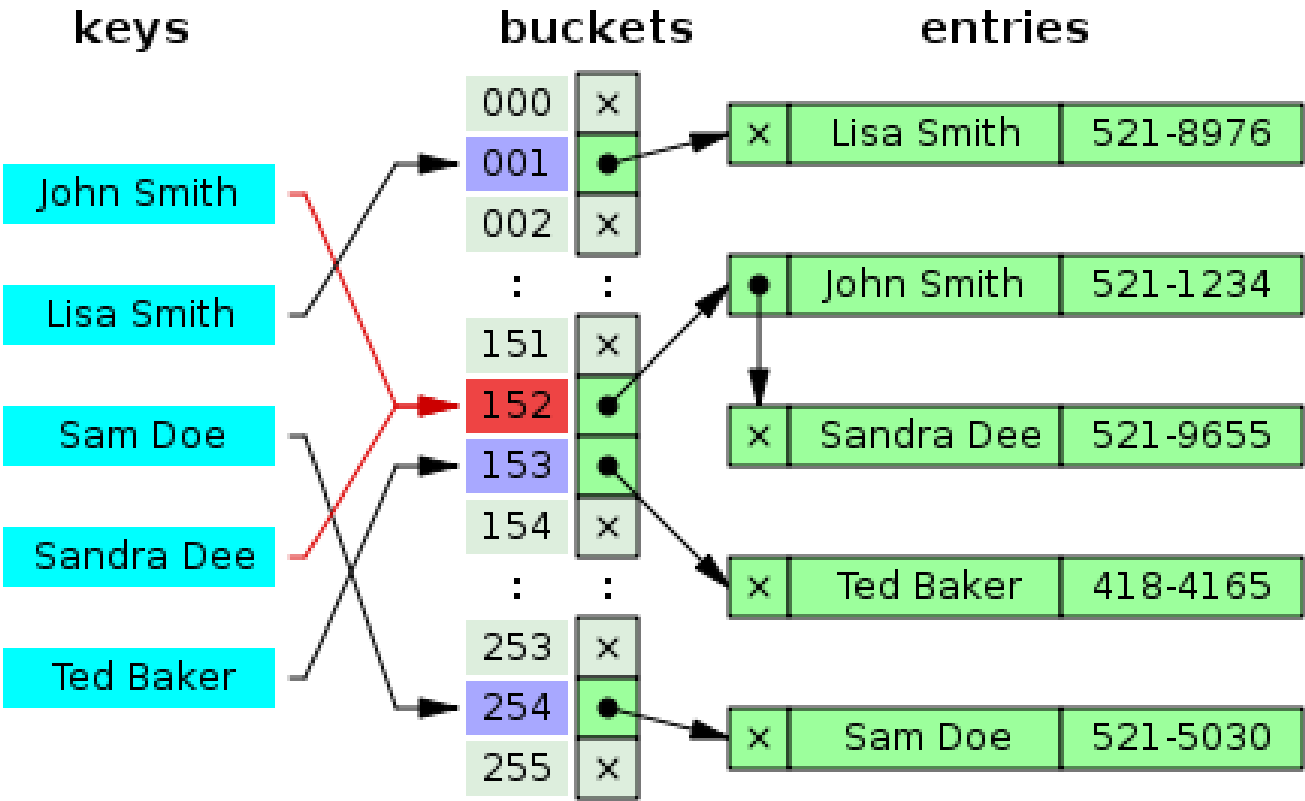 keys
buckets
entries
John Smith
Lisa Smith
Sam Doe
Sandra Dee
Ted Baker
000 ×
001
002 ×
: :
151 ×
152
153
154 ×
: :
253 ×
254
255 ×
× Lisa Smith 521-8976
John Smith 521-1234
× Sandra Dee 521-9655
× Ted Baker 418-4165
× Sam Doe 521-5030